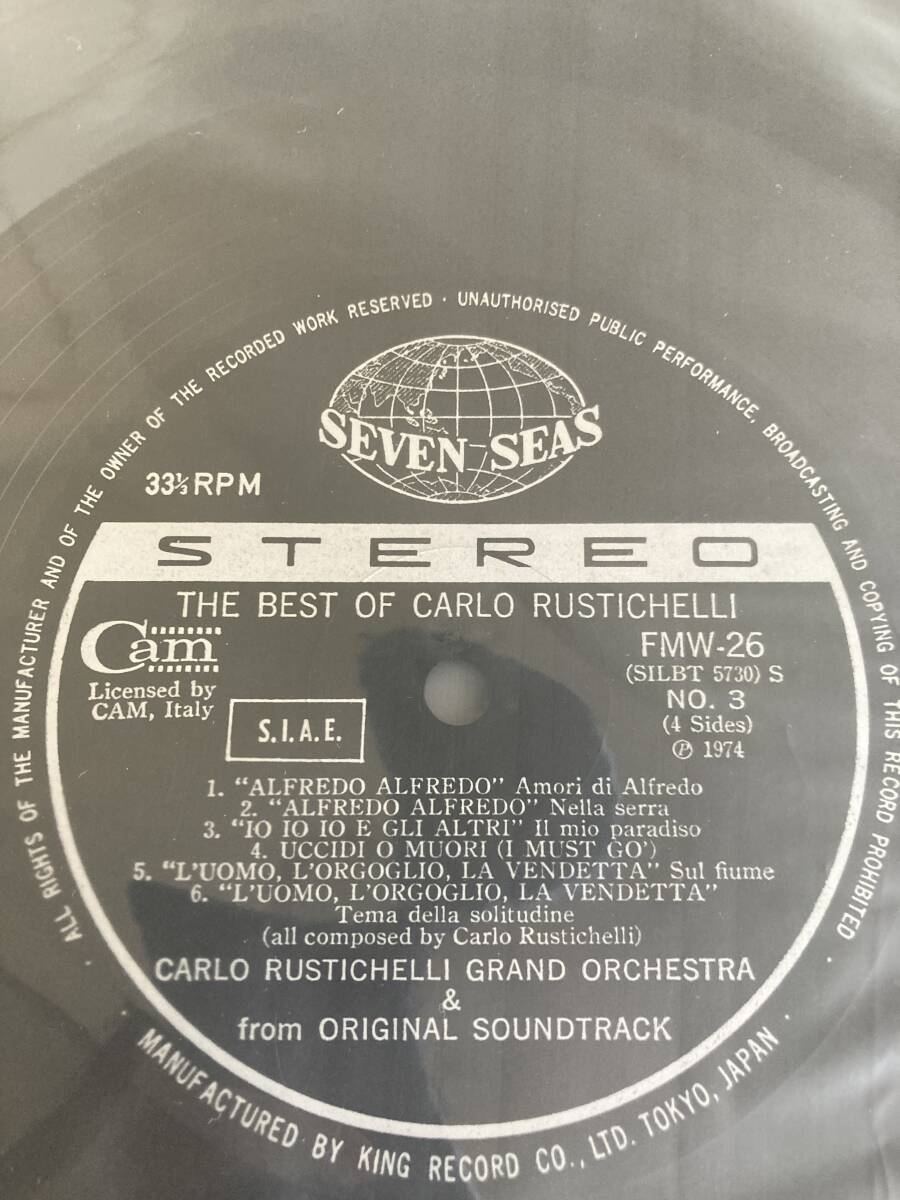 ALL RIGHTS OF THE MANUFACTURER AND OF THE OWNER OF THE RECORDED WORK RESERVED · UNAUTHORISED PUBLIC PERFORMANCE, BROADCASTING AND COPYING OF THIS RECORD PROHIBITED
SEVEN SEAS
33⅓ RPM
STEREO
THE BEST OF CARLO RUSTICHELLI
Cam
Licensed by
CAM, Italy
S.I.A.E.
FMW-26
(SILBT 5730) S
NO. 3
(4 Sides)
Ⓟ 1974
1. "ALFREDO ALFREDO" Amori di Alfredo
2. "ALFREDO ALFREDO" Nella serra
3. "IO IO IO E GLI ALTRI" Il mio paradiso
4. UCCIDI O MUORI (I MUST GO')
5. "L'UOMO, L'ORGOGLIO, LA VENDETTA" Sul fiume
6. "L'UOMO, L'ORGOGLIO, LA VENDETTA"
Tema della solitudine
(all composed by Carlo Rustichelli)
CARLO RUSTICHELLI GRAND ORCHESTRA
&
from ORIGINAL SOUNDTRACK
· MANUFACTURED BY KING RECORD CO., LTD. TOKYO, JAPAN ·